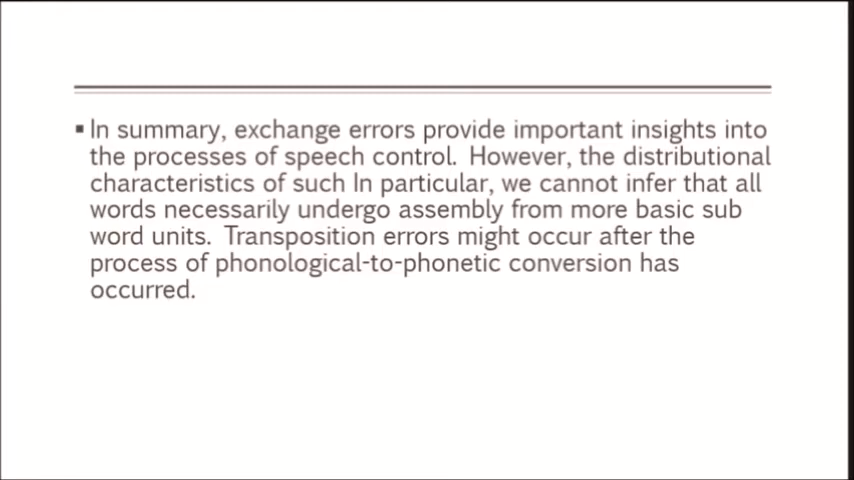 In summary, exchange errors provide important insights into
the processes of speech control. However, the distributional
characteristics of such In particular, we cannot infer that all
words necessarily undergo assembly from more basic sub
word units. Transposition errors might occur after the
process of phonological-to-phonetic conversion has
occurred.